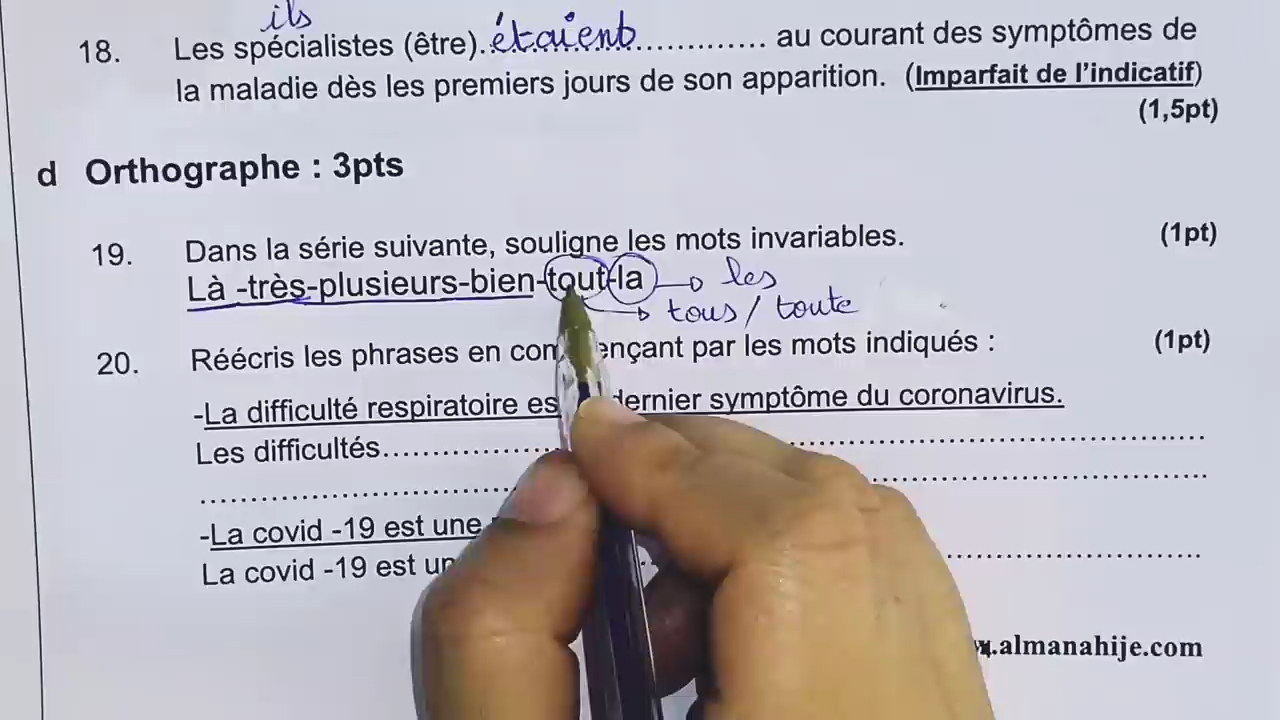 ils
18. Les spécialistes (être)..étaient.............. au courant des symptômes de
la maladie dès les premiers jours de son apparition. (Imparfait de l'indicatif)
(1,5pt)
d Orthographe : 3pts
19. Dans la série suivante, souligne les mots invariables. (1pt)
Là -très-plusieurs-bien-tout-la → les
tous / toute
20. Réécris les phrases en commençant par les mots indiqués : (1pt)
-La difficulté respiratoire es dernier symptôme du coronavirus.
Les difficultés....................................................................
....................................................................
-La covid -19 est une
La covid -19 est un
.almanahije.com